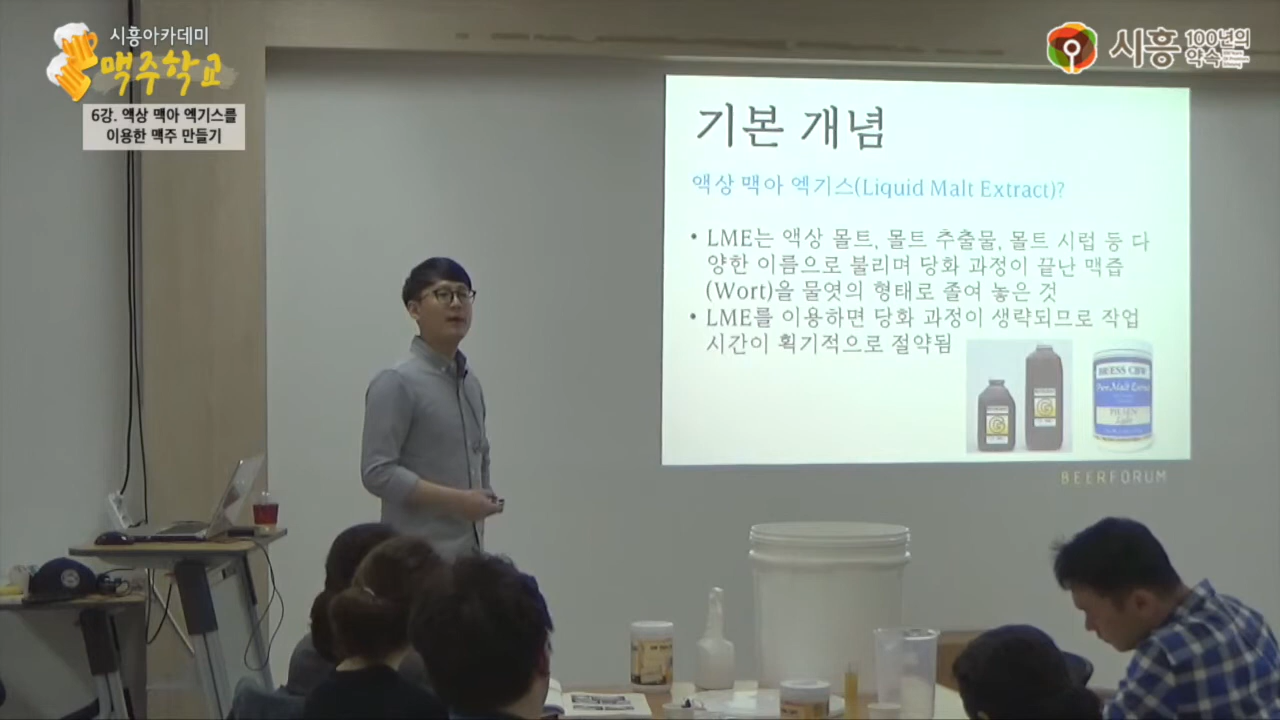 시흥아카데미
맥주학교
6강. 액상 맥아 엑기스를
이용한 맥주 만들기
시흥 100년의
약속
기본 개념
액상 맥아 엑기스(Liquid Malt Extract)?
• LME는 액상 몰트, 몰트 추출물, 몰트 시럽 등 다
양한 이름으로 불리며 당화 과정이 끝난 맥즙
(Wort)을 물엿의 형태로 졸여 놓은 것
• LME를 이용하면 당화 과정이 생략되므로 작업
시간이 획기적으로 절약됨
G
G
Pure Malt Extract
BEERFORUM